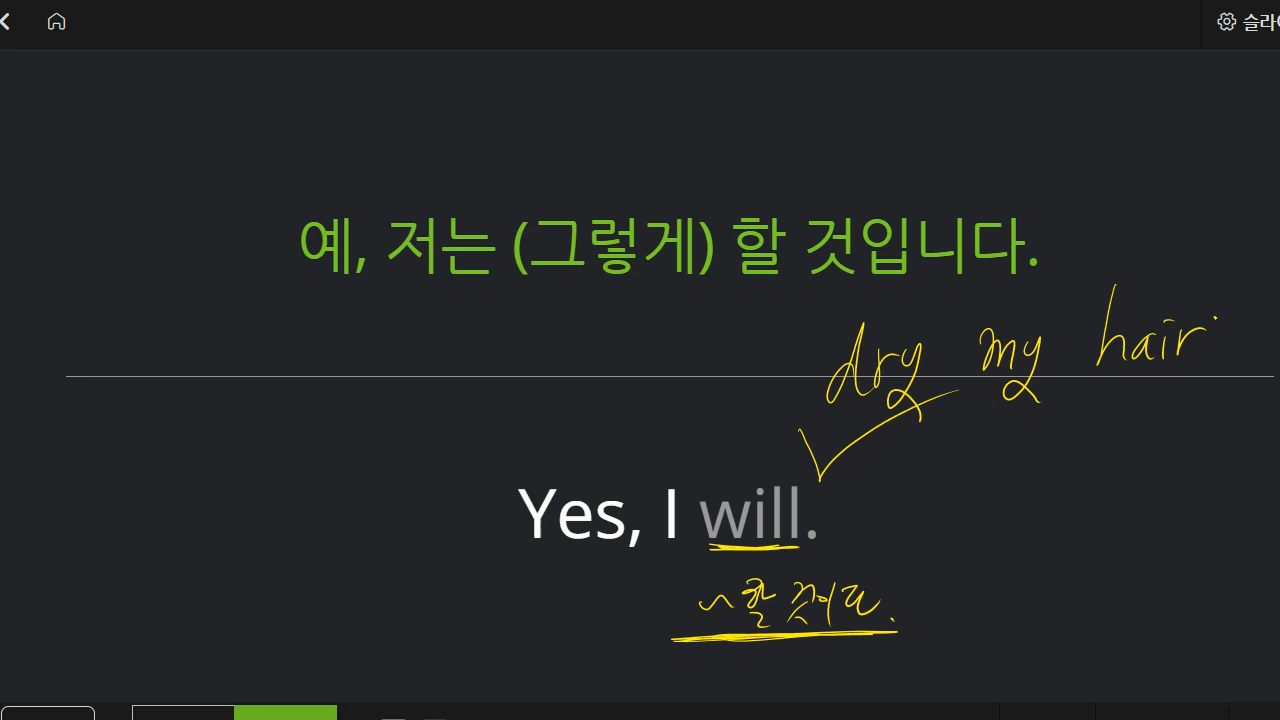 슬라이
예, 저는 (그렇게) 할 것입니다.
dry my hair.
Yes, I will.
~할 것이다.